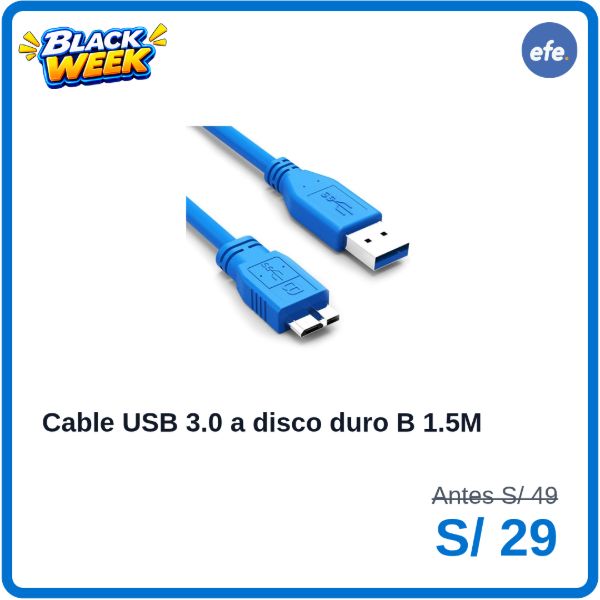 BLACK
WEEK
efe.
Cable USB 3.0 a disco duro B 1.5M
Antes S/ 49
S/ 29